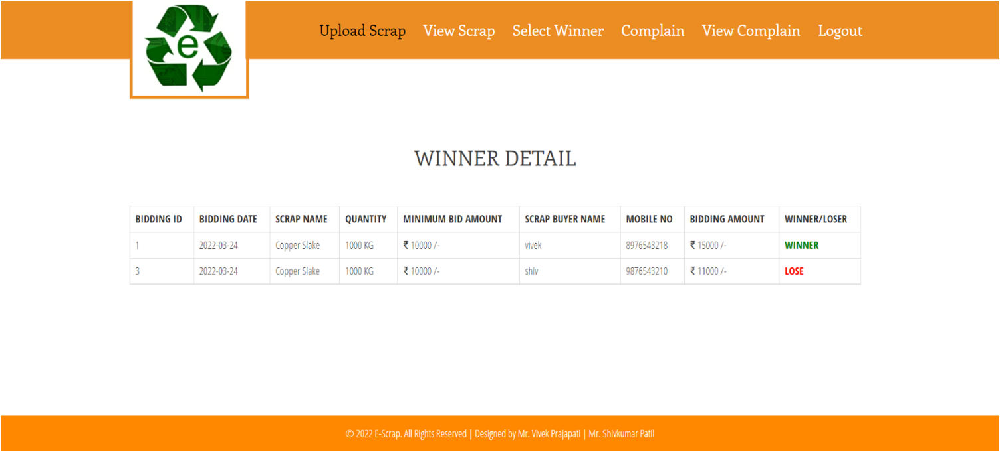 e
Upload Scrap View Scrap Select Winner Complain View Complain Logout
WINNER DETAIL
BIDDING ID BIDDING DATE SCRAP NAME QUANTITY MINIMUM BID AMOUNT SCRAP BUYER NAME MOBILE NO BIDDING AMOUNT WINNER/LOSER
1 2022-03-24 Copper Slake 1000 KG ₹ 10000 /- vivek 8976543218 ₹ 15000 /- WINNER
3 2022-03-24 Copper Slake 1000 KG ₹ 10000 /- shiv 9876543210 ₹ 11000 /- LOSE
© 2022 E-Scrap. All Rights Reserved | Designed by Mr. Vivek Prajapati | Mr. Shivkumar Patil